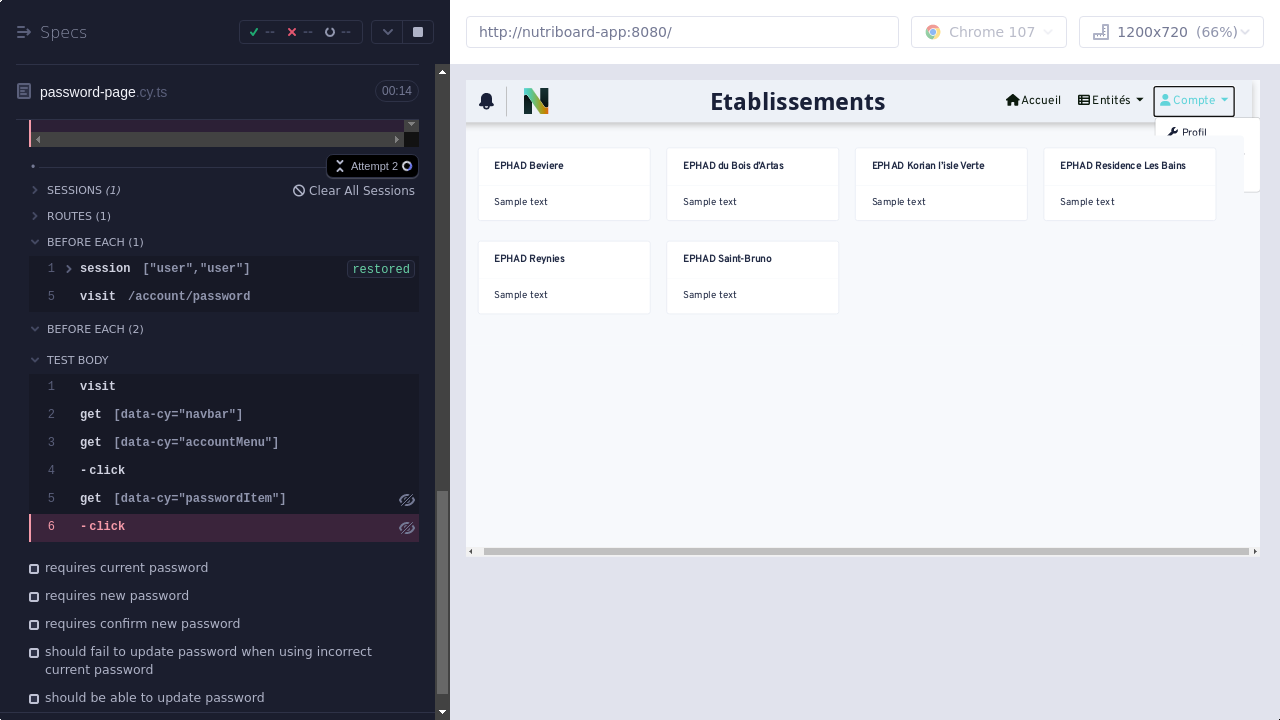 Specs
--
--
--
password-page.cy.ts
00:14
Attempt 2
SESSIONS (1)
Clear All Sessions
ROUTES (1)
BEFORE EACH (1)
1 session ["user","user"] restored
5 visit /account/password
BEFORE EACH (2)
TEST BODY
1 visit
2 get [data-cy="navbar"]
3 get [data-cy="accountMenu"]
4 -click
5 get [data-cy="passwordItem"]
6 -click
requires current password
requires new password
requires confirm new password
should fail to update password when using incorrect
current password
should be able to update password
http://nutriboard-app:8080/
Chrome 107
1200x720 (66%)
N
Etablissements
Accueil
Entités
Compte
Profil
EPHAD Beviere
Sample text
EPHAD du Bois d'Artas
Sample text
EPHAD Korian l'isle Verte
Sample text
EPHAD Residence Les Bains
Sample text
EPHAD Reynies
Sample text
EPHAD Saint-Bruno
Sample text